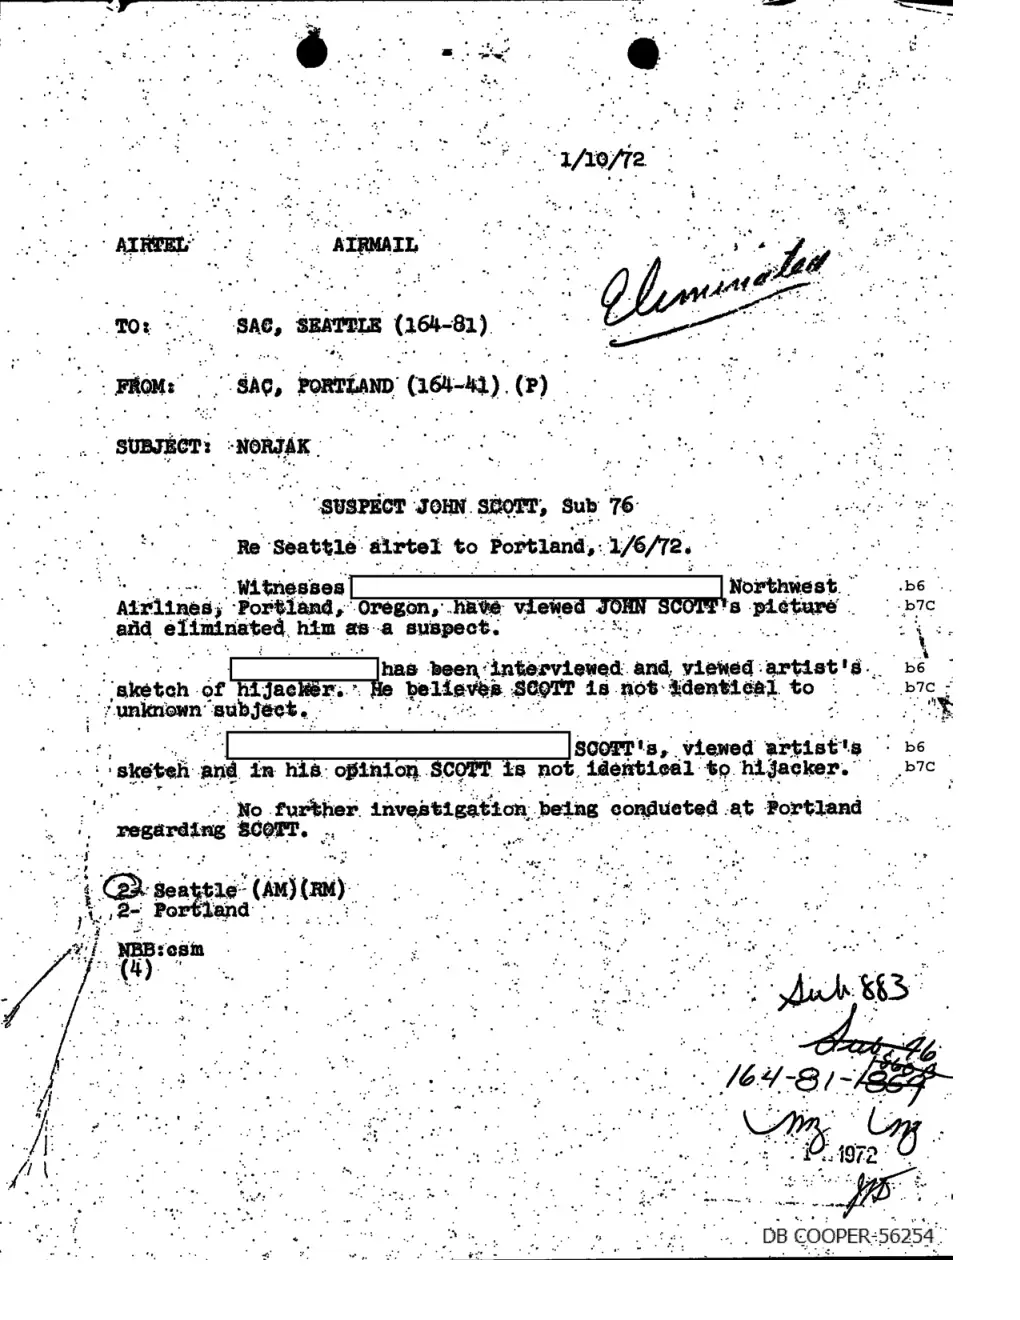 1/10/72
AIRTEL AIRMAIL
Eliminated
TO: SAC, SEATTLE (164-81)
FROM: SAC, PORTLAND (164-41) (P)
SUBJECT: NORJAK
SUSPECT JOHN SCOTT, Sub 76
Re Seattle airtel to Portland, 1/6/72.
Witnesses Northwest b6
Airlines, Portland, Oregon, have viewed JOHN SCOTT's picture b7C
and eliminated him as a suspect.
has been interviewed and viewed artist's b6
sketch of hijacker. He believes SCOTT is not identical to b7C
unknown subject.
SCOTT's, viewed artist's b6
sketch and in his opinion SCOTT is not identical to hijacker. b7C
No further investigation being conducted at Portland
regarding SCOTT.
2- Seattle (AM)(RM)
2- Portland
NBB:csm
(4)
Sub 883
Sub 76
164-81-
1972
DB COOPER-56254